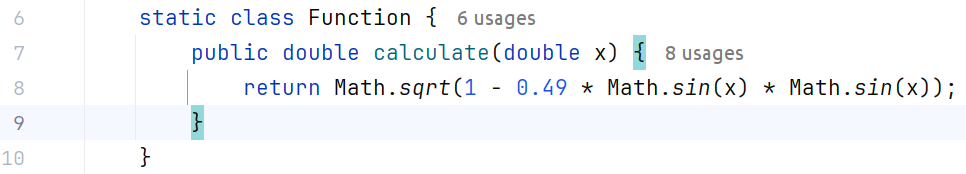 6 static class Function { 6 usages
7 public double calculate(double x) { 8 usages
8 return Math.sqrt(1 - 0.49 * Math.sin(x) * Math.sin(x));
9 }
10 }